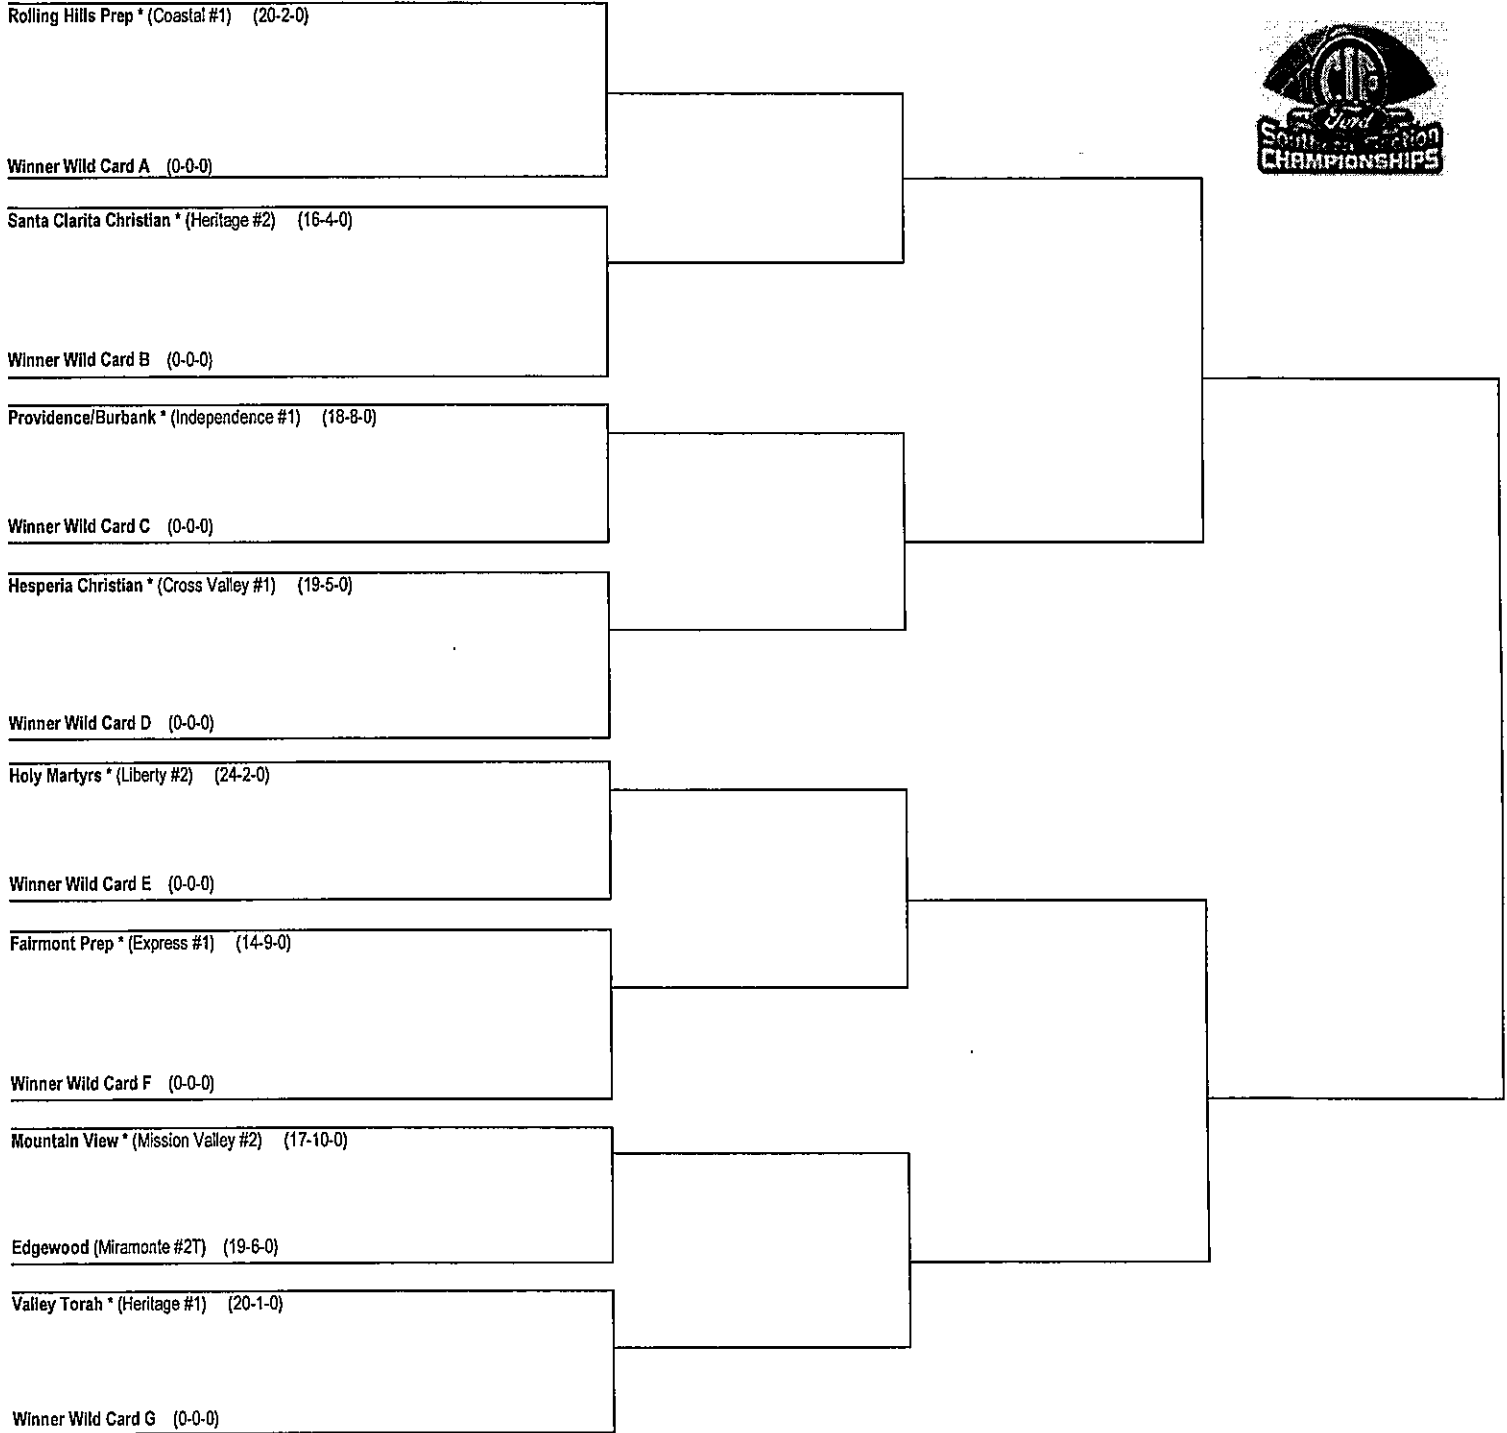 Rolling Hills Prep * (Coastal #1) (20-2-0)
CIF
Ford
CHAMPIONSHIPS
Winner Wild Card A (0-0-0)
Santa Clarita Christian * (Heritage #2) (16-4-0)
Winner Wild Card B (0-0-0)
Providence/Burbank * (Independence #1) (18-8-0)
Winner Wild Card C (0-0-0)
Hesperia Christian * (Cross Valley #1) (19-5-0)
Winner Wild Card D (0-0-0)
Holy Martyrs * (Liberty #2) (24-2-0)
Winner Wild Card E (0-0-0)
Fairmont Prep * (Express #1) (14-9-0)
Winner Wild Card F (0-0-0)
Mountain View * (Mission Valley #2) (17-10-0)
Edgewood (Miramonte #2T) (19-6-0)
Valley Torah * (Heritage #1) (20-1-0)
Winner Wild Card G (0-0-0)